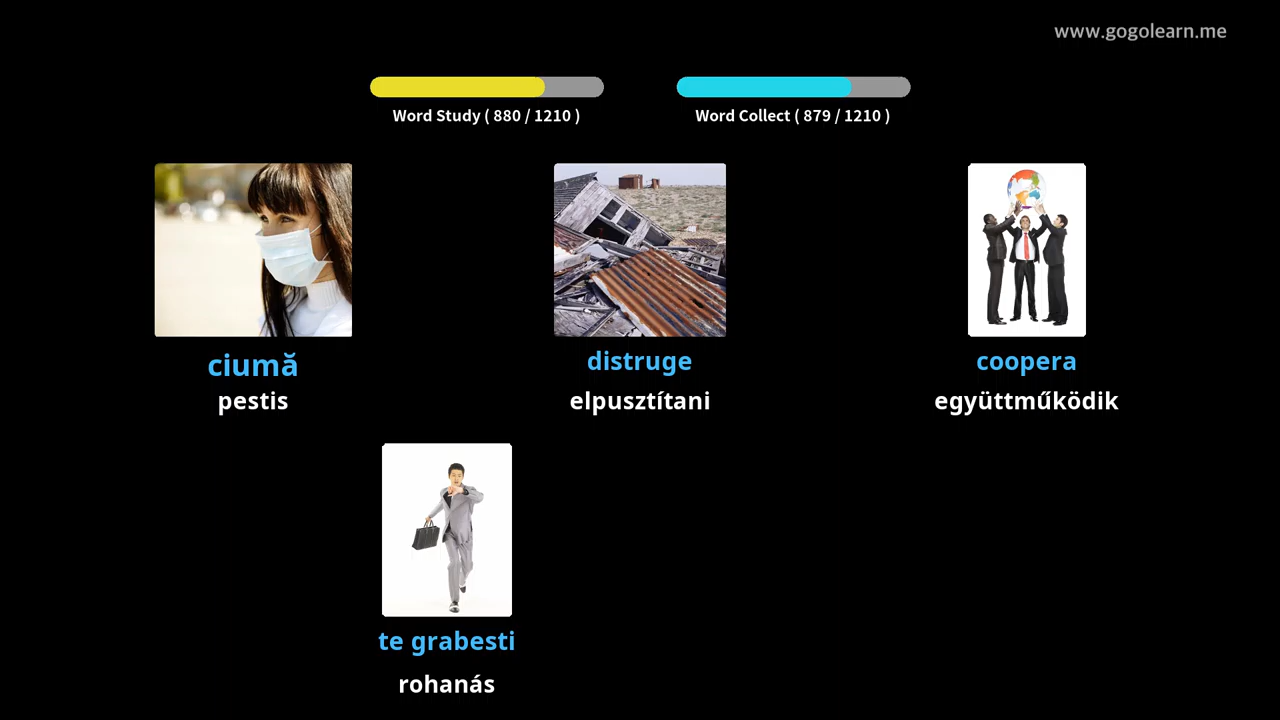 www.gogolearn.me
Word Study ( 880 / 1210 )
Word Collect ( 879 / 1210 )
ciumă
pestis
distruge
elpusztítani
coopera
együttműködik
te grabesti
rohanás